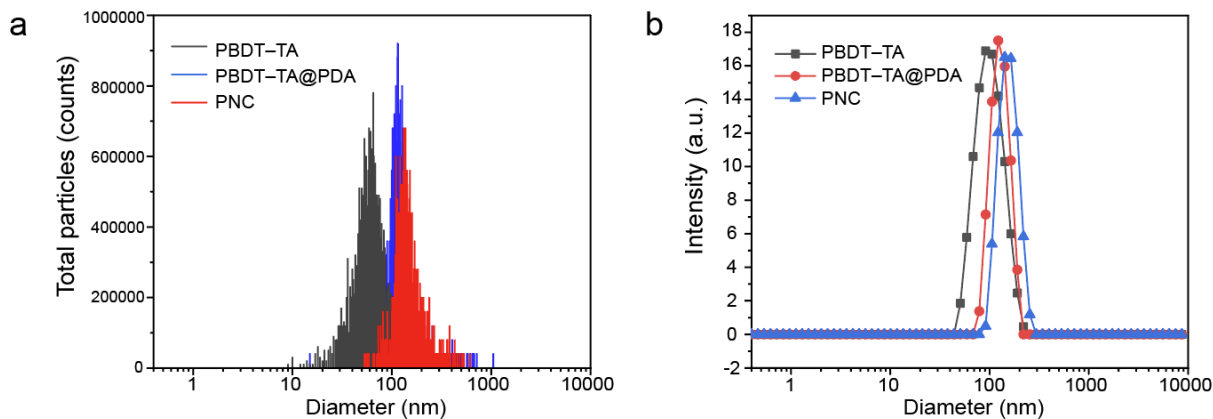 a
Total particles (counts)
1000000
800000
600000
400000
200000
0
PBDT–TA
PBDT–TA@PDA
PNC
1
10
100
1000
10000
Diameter (nm)
b
Intensity (a.u.)
18
16
14
12
10
8
6
4
2
0
-2
PBDT–TA
PBDT–TA@PDA
PNC
1
10
100
1000
10000
Diameter (nm)